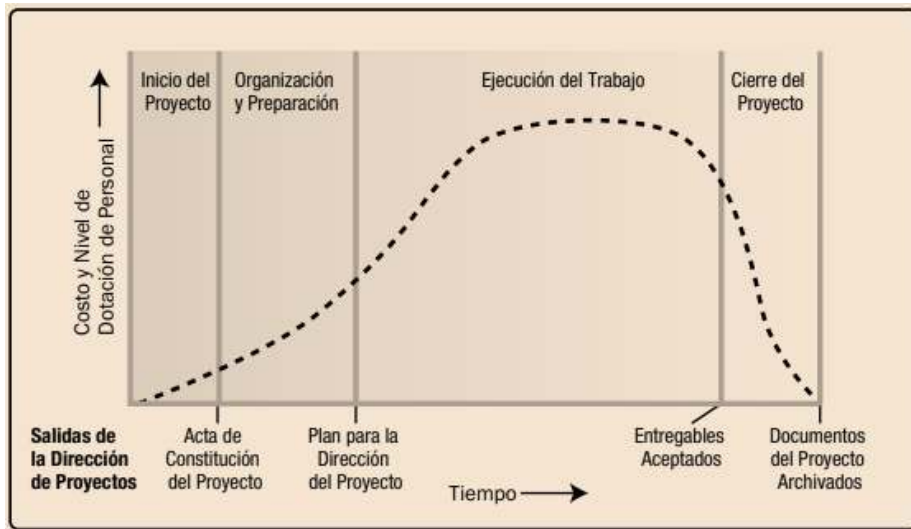 Inicio del
Proyecto
Organización
y Preparación
Ejecución del Trabajo
Cierre del
Proyecto
Costo y Nivel de
Dotación de Personal
Salidas de
la Dirección
de Proyectos
Acta de
Constitución
del Proyecto
Plan para la
Dirección
del Proyecto
Entregables
Aceptados
Documentos
del Proyecto
Archivados
Tiempo